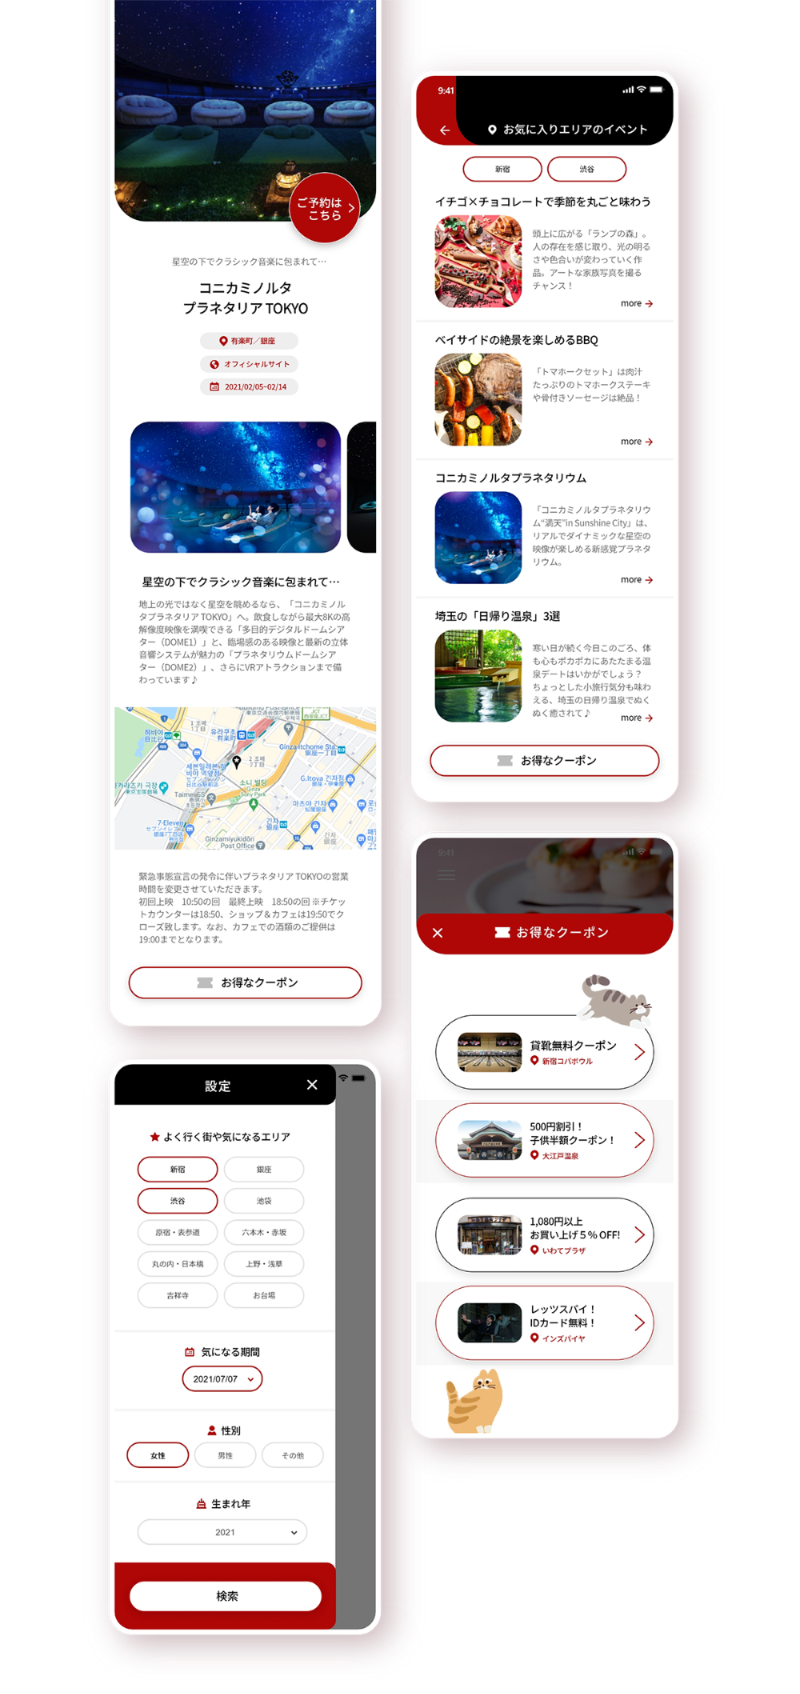 ご予約は
こちら
星空の下でクラシック音楽に包まれて…
コニカミノルタ
プラネタリア TOKYO
有楽町／銀座
オフィシャルサイト
2021/02/05~02/14
星空の下でクラシック音楽に包まれて…
地上の光ではなく星空を眺めるなら、「コニカミノル
タプラネタリア TOKYO」へ。飲食しながら最大8Kの高
解像度映像を満喫できる「多目的デジタルドームシア
ター（DOME1）」と、臨場感のある映像と最新の立体
音響システムが魅力の「プラネタリウムドームシア
ター（DOME2）」、さらにVRアトラクションまで備
わっています♪
유라쿠초
有楽町
Ginza Inchome Sta
銀座一丁目
G.Itoya 긴자점
소니 빌딩
마츠야 긴자
7-Eleven
긴자
銀座
Ginzamiyukidōri
Post Office
緊急事態宣言の発令に伴いプラネタリア TOKYOの営業
時間を変更させていただきます。
初回上映　10:50の回　最終上映　18:50の回 ※チケッ
トカウンターは18:50、ショップ＆カフェは19:50でク
ローズ致します。なお、カフェでの酒類のご提供は
19:00までとなります。
お得なクーポン
設定
よく行く街や気になるエリア
新宿
銀座
渋谷
池袋
原宿・表参道
六本木・赤坂
丸の内・日本橋
上野・浅草
吉祥寺
お台場
気になる期間
2021/07/07
性別
女性
男性
その他
生まれ年
2021
検索
9:41
お気に入りエリアのイベント
新宿
渋谷
イチゴ×チョコレートで季節を丸ごと味わう
頭上に広がる「ランプの森」。
人の存在を感じ取り、光の明る
さや色合いが変わっていく作
品。アートな家族写真を撮る
チャンス！
more
ベイサイドの絶景を楽しめるBBQ
「トマホークセット」は肉汁
たっぷりのトマホークステーキ
や骨付きソーセージは絶品！
more
コニカミノルタプラネタリウム
「コニカミノルタプラネタリウ
ム“満天”in Sunshine City」は、
リアルでダイナミックな星空の
映像が楽しめる新感覚プラネタ
リウム。
more
埼玉の「日帰り温泉」3選
寒い日が続く今日このごろ、体
も心もポカポカにあたたまる温
泉デートはいかがでしょう？
ちょっとした小旅行気分も味わ
える、埼玉の日帰り温泉でぬく
ぬく癒されて♪
more
お得なクーポン
9:41
お得なクーポン
貸靴無料クーポン
新宿コパボウル
500円割引！
子供半額クーポン！
大江戸温泉
1,080円以上
お買い上げ５％OFF!
いわてプラザ
レッツスパイ！
IDカード無料！
インズパイヤ